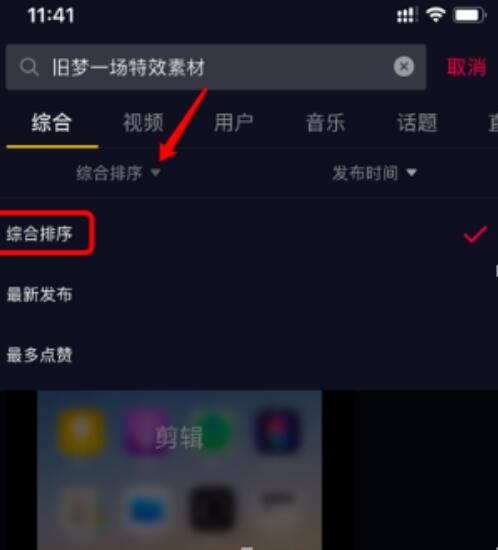 11:41
旧梦一场特效素材 取消
综合 视频 用户 音乐 话题
综合排序 发布时间
综合排序
最新发布
最多点赞
剪辑